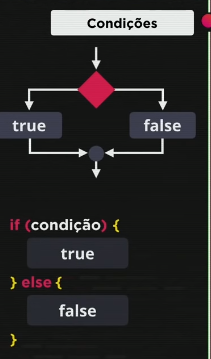 Condições
true false
if (condição) {
true
} else {
false
}